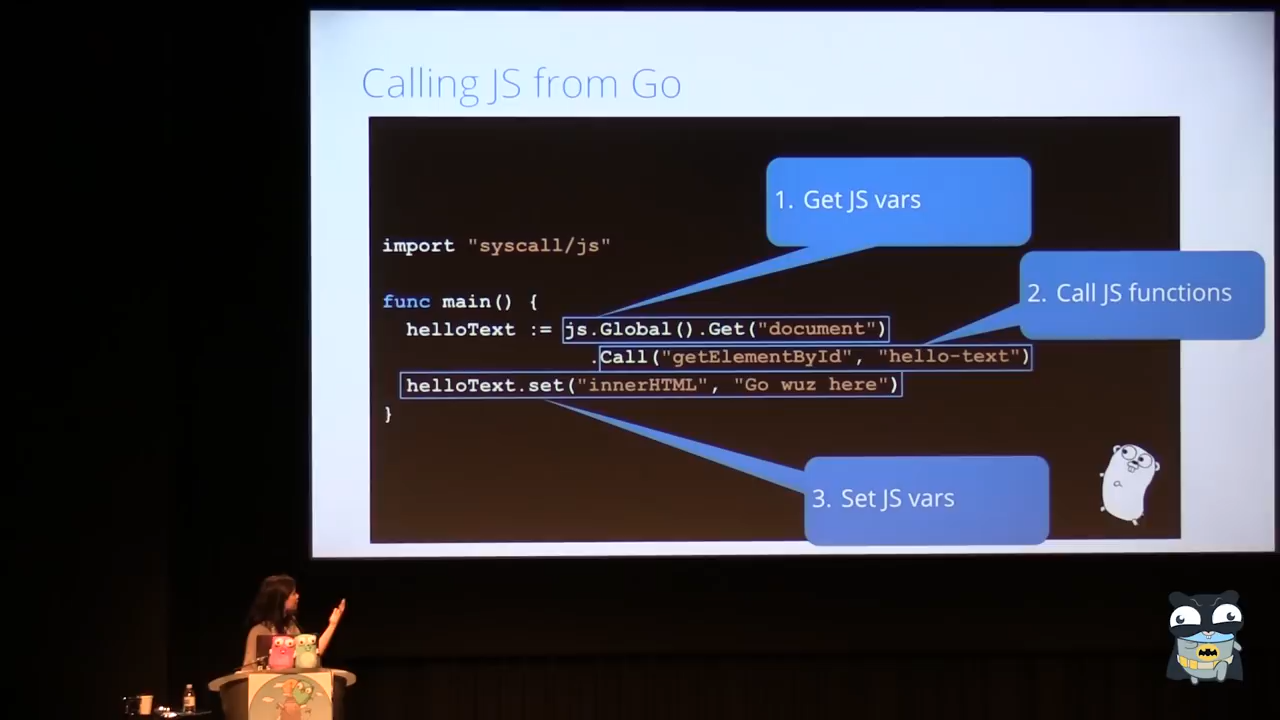 Calling JS from Go
1. Get JS vars
import "syscall/js"
2. Call JS functions
func main() {
helloText := js.Global().Get("document")
.Call("getElementById", "hello-text")
helloText.set("innerHTML", "Go wuz here")
}
3. Set JS vars